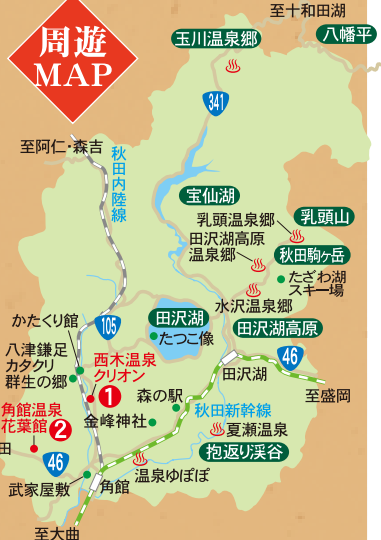 周遊
MAP
至十和田湖
玉川温泉郷
八幡平
341
至阿仁・森吉
秋田内陸線
宝仙湖
乳頭温泉郷
乳頭山
田沢湖高原
温泉郷
秋田駒ヶ岳
たざわ湖
スキー場
水沢温泉郷
かたくり館
105
田沢湖
たつこ像
田沢湖高原
46
八津鎌足
カタクリ
群生の郷
西木温泉
クリオン
1
田沢湖
至盛岡
森の駅
角館温泉
花葉館
2
金峰神社
秋田新幹線
夏瀬温泉
田
46
抱返り渓谷
温泉ゆぽぽ
武家屋敷
角館
至大曲